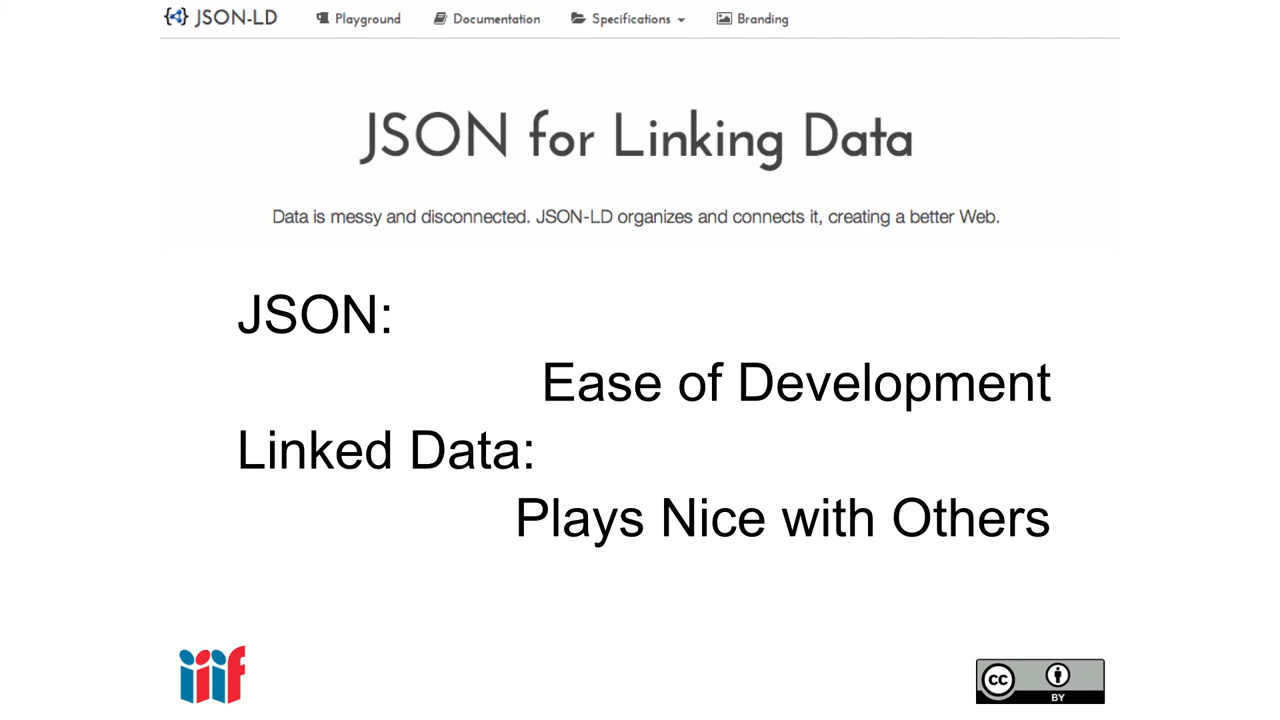 JSON-LD Playground Documentation Specifications Branding
JSON for Linking Data
Data is messy and disconnected. JSON-LD organizes and connects it, creating a better Web.
JSON:
Ease of Development
Linked Data:
Plays Nice with Others
iiif
cc
BY